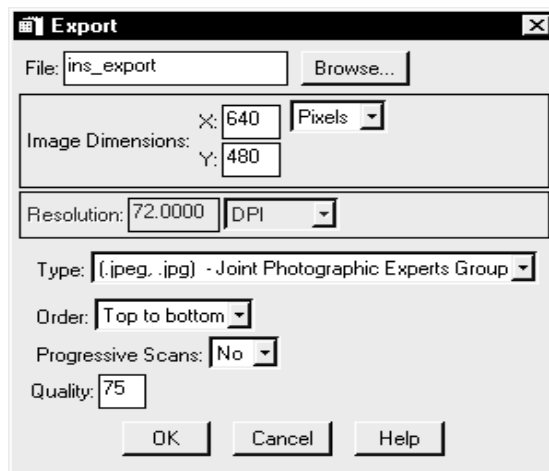 Export
File: ins_export Browse...
Image Dimensions: X: 640 Pixels
Y: 480
Resolution: 72.0000 DPI
Type: (.jpeg, .jpg) - Joint Photographic Experts Group
Order: Top to bottom
Progressive Scans: No
Quality: 75
OK Cancel Help